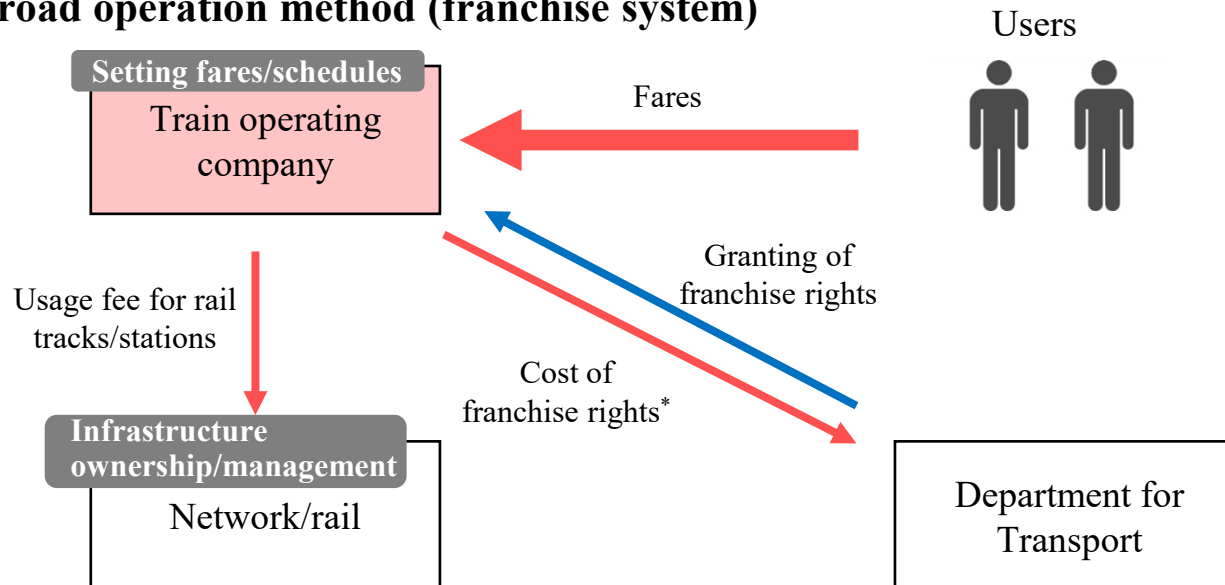 road operation method (franchise system)
Users
Setting fares/schedules
Train operating
company
Fares
Granting of
franchise rights
Usage fee for rail
tracks/stations
Cost of
franchise rights*
Infrastructure
ownership/management
Network/rail
Department for
Transport